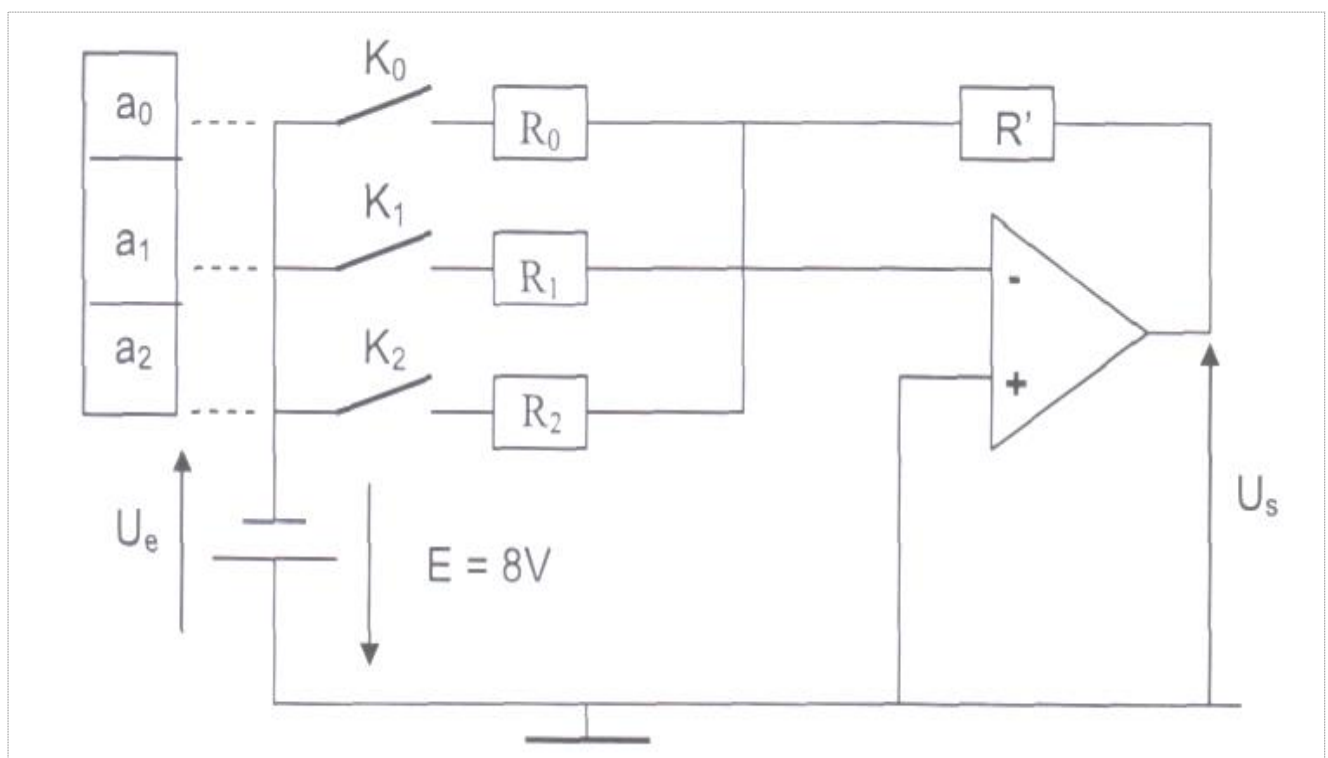 K₀
a₀
R₀
R'
K₁
a₁
R₁
-
K₂
a₂
R₂
+
Uₑ
E = 8V
Uₛ